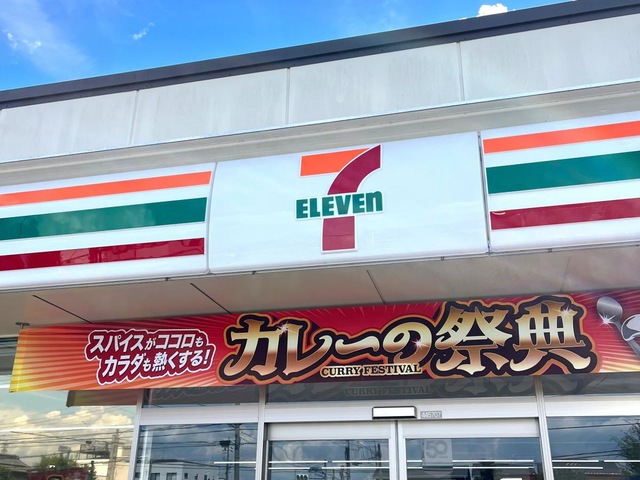 7
ELEVEn
スパイスがココロも
カラダも熱くする!
カレーの祭典
CURRY FESTIVAL